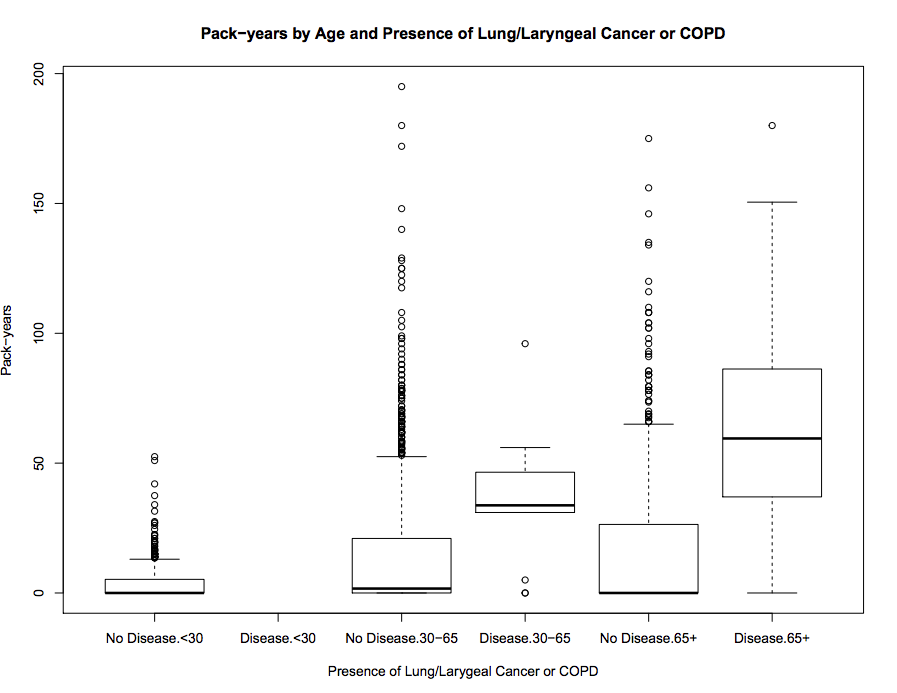 Pack−years by Age and Presence of Lung/Laryngeal Cancer or COPD
200
150
100
50
0
Pack−years
No Disease.<30 Disease.<30 No Disease.30−65 Disease.30−65 No Disease.65+ Disease.65+
Presence of Lung/Larygeal Cancer or COPD